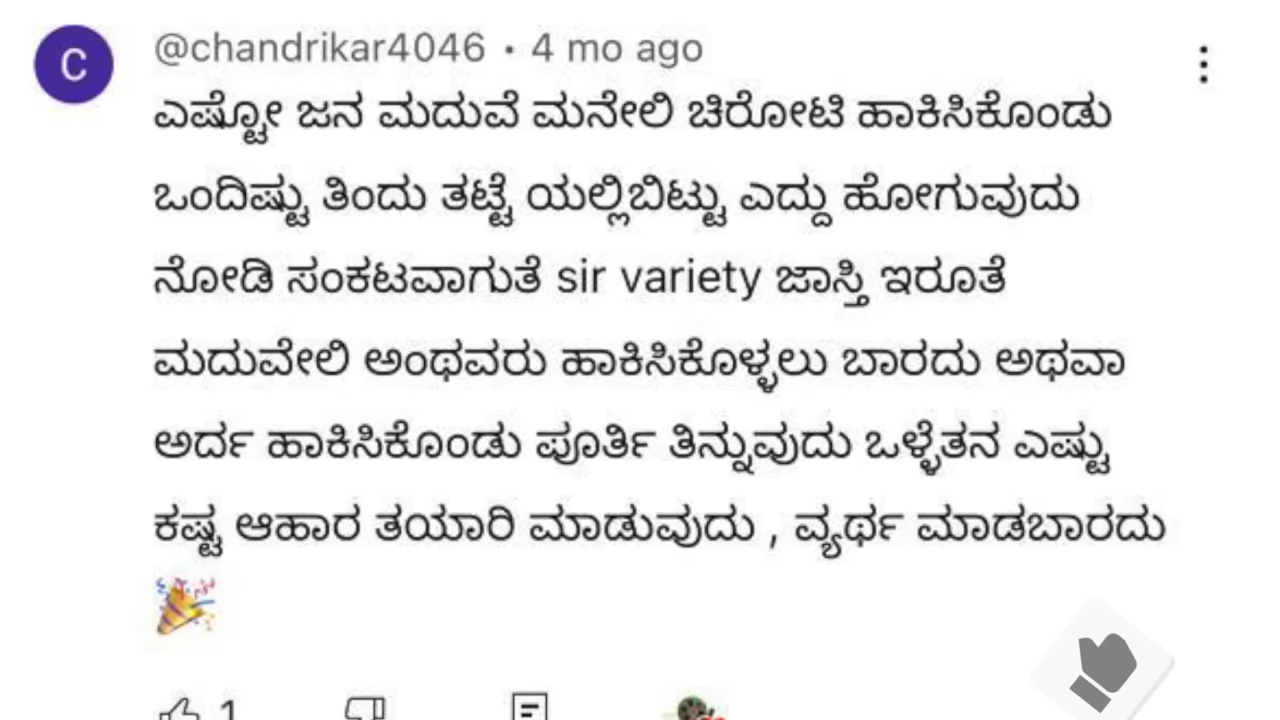 C
@chandrikar4046 • 4 mo ago
ಎಷ್ಟೋ ಜನ ಮದುವೆ ಮನೇಲಿ ಚಿರೋಟಿ ಹಾಕಿಸಿಕೊಂಡು
ಒಂದಿಷ್ಟು ತಿಂದು ತಟ್ಟೆ ಯಲ್ಲಿಬಿಟ್ಟು ಎದ್ದು ಹೋಗುವುದು
ನೋಡಿ ಸಂಕಟವಾಗುತೆ sir variety ಜಾಸ್ತಿ ಇರೂತೆ
ಮದುವೇಲಿ ಅಂಥವರು ಹಾಕಿಸಿಕೊಳ್ಳಲು ಬಾರದು ಅಥವಾ
ಅರ್ದ ಹಾಕಿಸಿಕೊಂಡು ಪೂರ್ತಿ ತಿನ್ನುವುದು ಒಳ್ಳೆತನ ಎಷ್ಟು
ಕಷ್ಟ ಆಹಾರ ತಯಾರಿ ಮಾಡುವುದು , ವ್ಯರ್ಥ ಮಾಡಬಾರದು
🎉
1